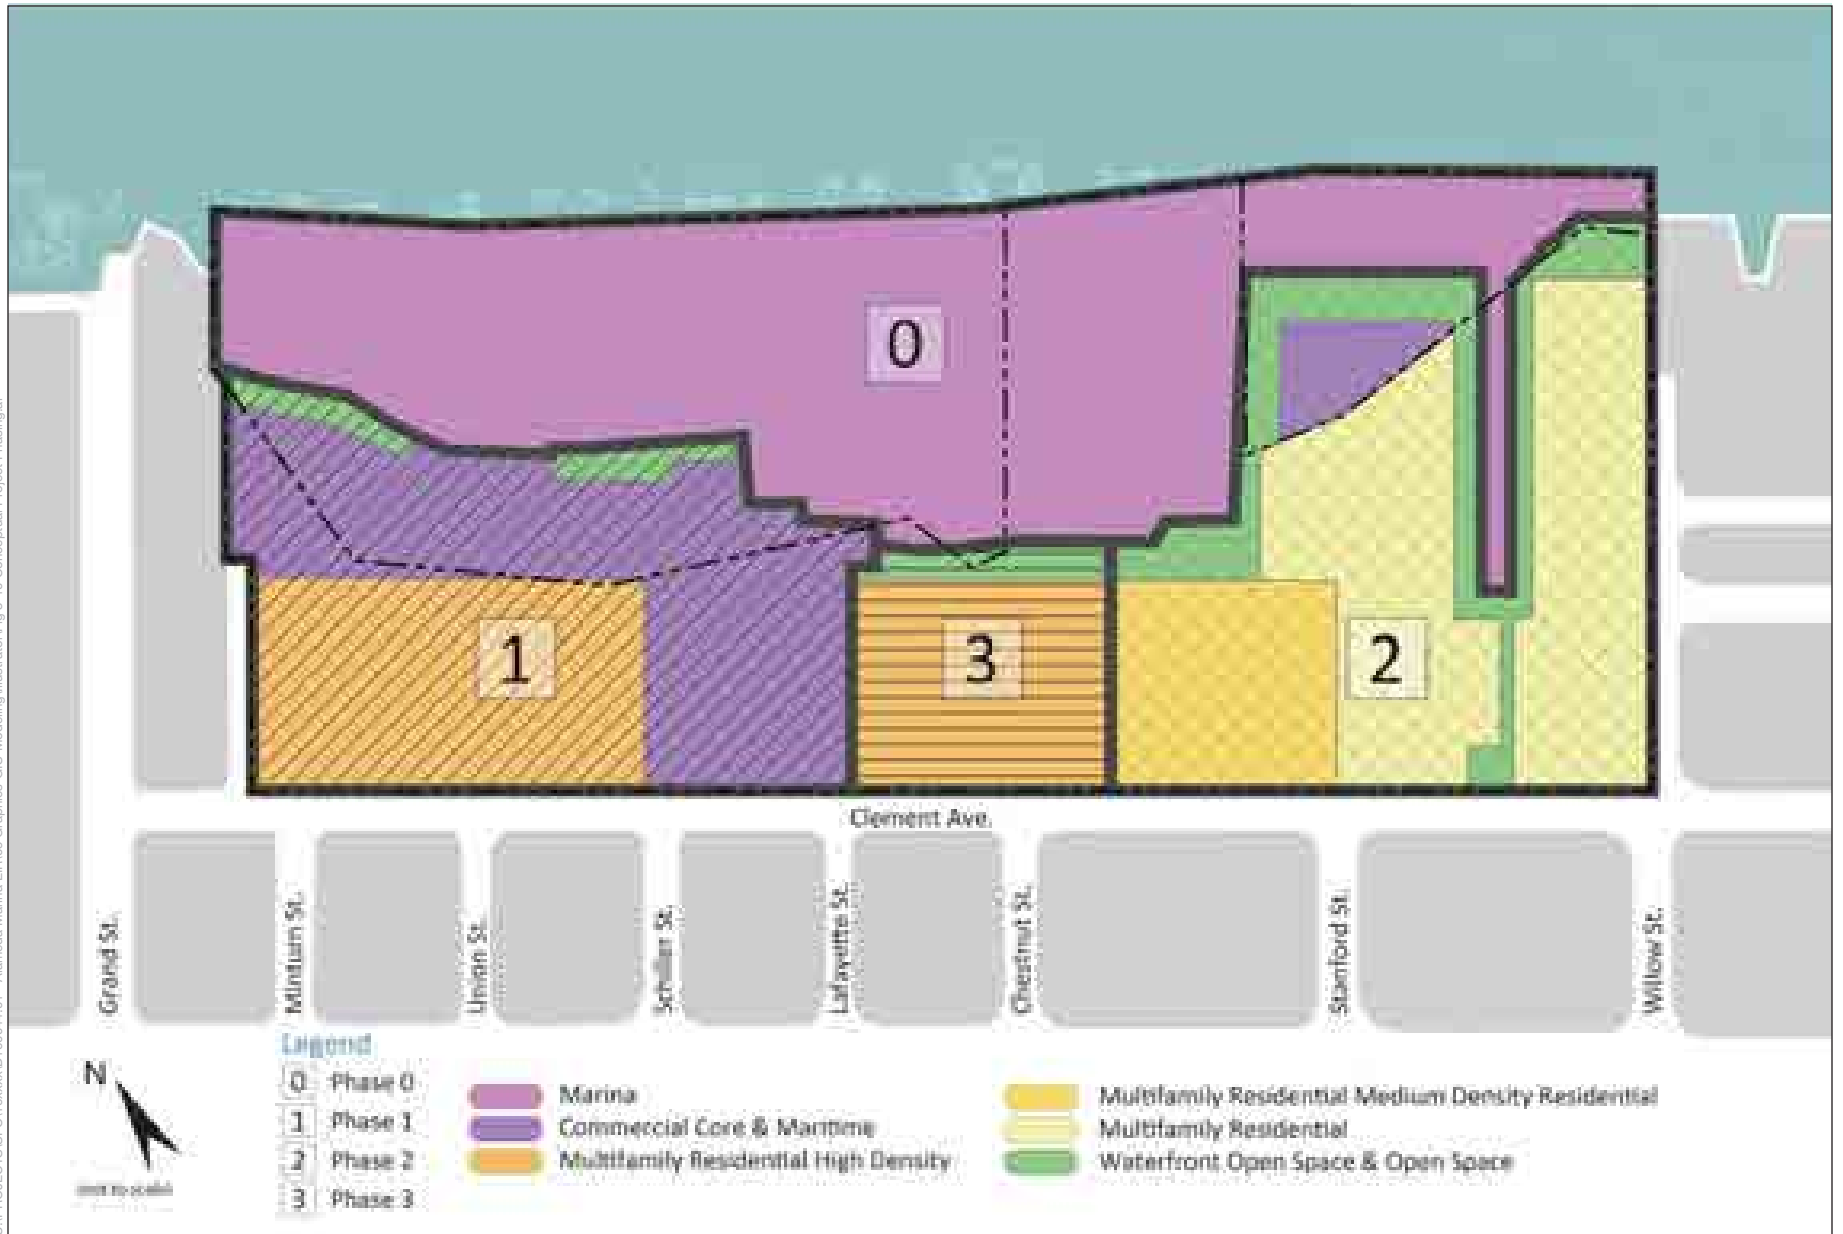 0
1
3
2
Clement Ave.
Grand St.
Minturn St.
Union St.
Schiller St.
Lafayette St.
Chestnut St.
Stanford St.
Willow St.
Legend
N
0 Phase 0
1 Phase 1
2 Phase 2
3 Phase 3
Marina
Commercial Core & Maritime
Multifamily Residential High Density
Multifamily Residential Medium Density Residential
Multifamily Residential
Waterfront Open Space & Open Space